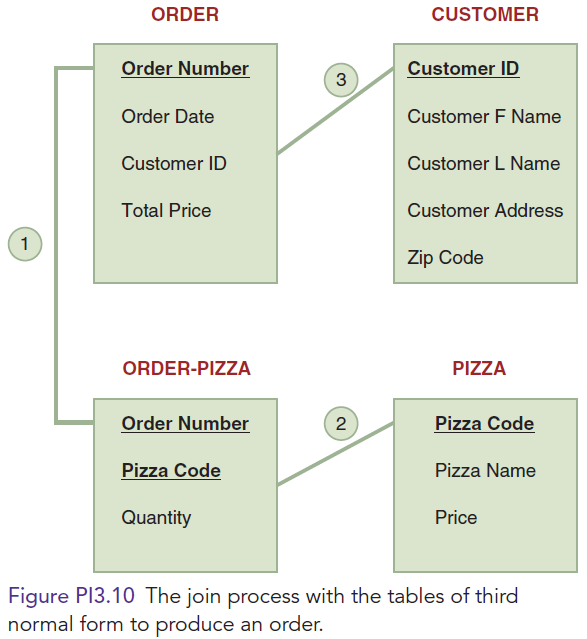 ORDER
Order Number
Order Date
Customer ID
Total Price
CUSTOMER
Customer ID
Customer F Name
Customer L Name
Customer Address
Zip Code
3
1
ORDER-PIZZA
Order Number
Pizza Code
Quantity
2
PIZZA
Pizza Code
Pizza Name
Price
Figure PI3.10 The join process with the tables of third
normal form to produce an order.